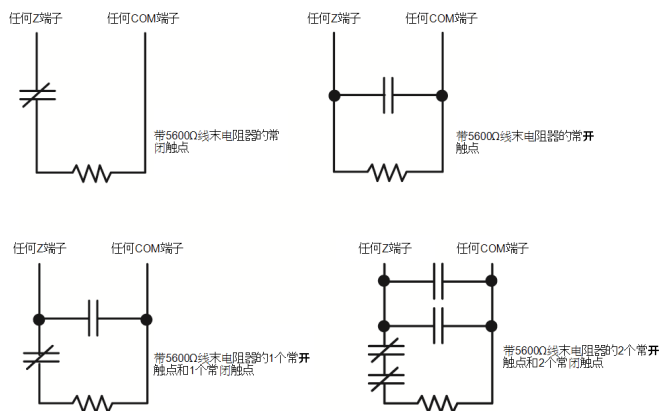 任何Z端子
任何COM端子
带5600Ω线末电阻器的常
闭触点
任何Z端子
任何COM端子
带5600Ω线末电阻器的常开
触点
任何Z端子
任何COM端子
带5600Ω线末电阻器的1个常开
触点和1个常闭触点
任何Z端子
任何COM端子
带5600Ω线末电阻器的2个常开
触点和2个常闭触点